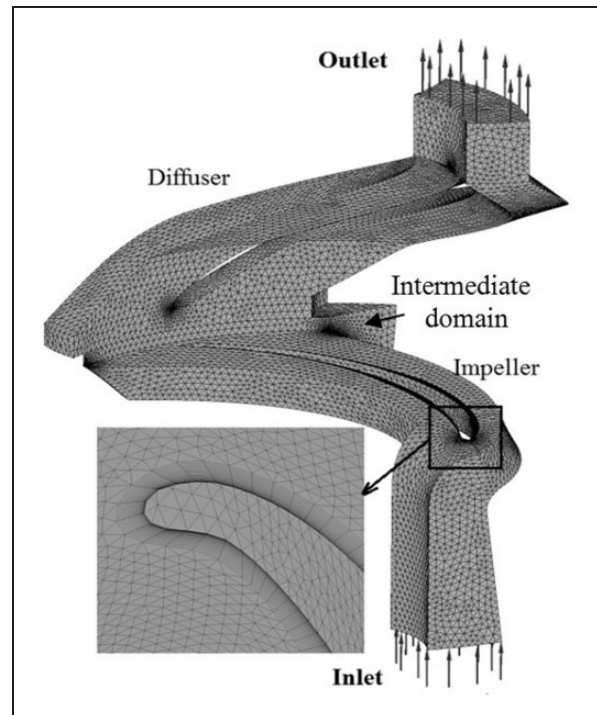 Outlet
Diffuser
Intermediate
domain
Impeller
Inlet